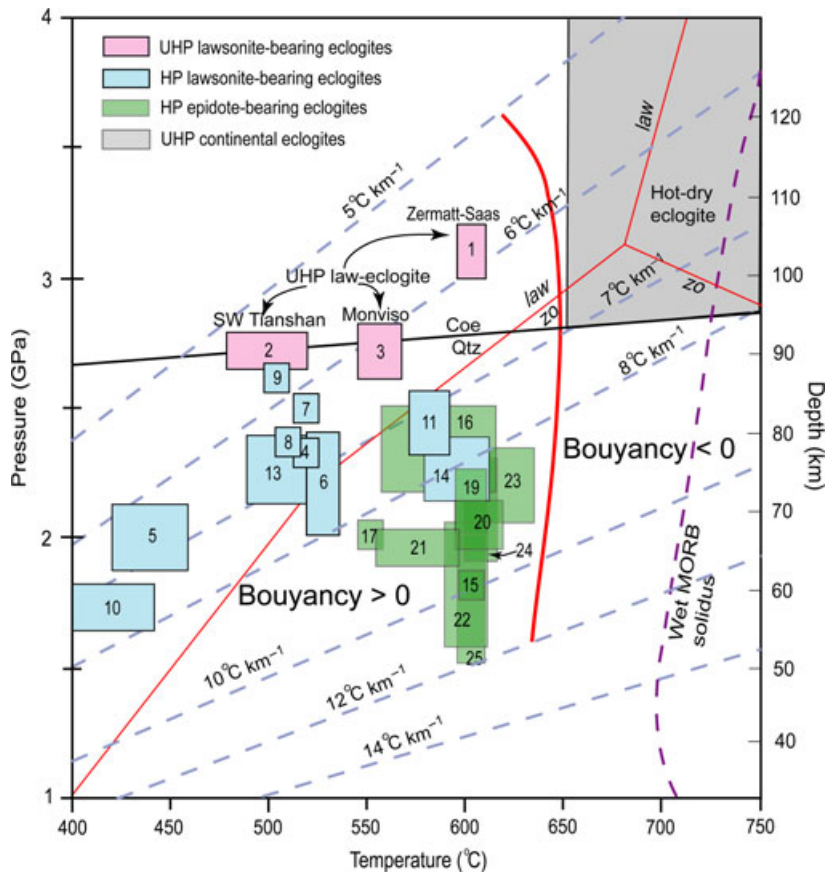 4
3
2
1
Pressure (GPa)
UHP lawsonite-bearing eclogites
HP lawsonite-bearing eclogites
HP epidote-bearing eclogites
UHP continental eclogites
law
120
110
100
90
80
70
60
50
40
Depth (km)
Hot-dry
eclogite
5°C km⁻¹
6°C km⁻¹
7°C km⁻¹
8°C km⁻¹
10°C km⁻¹
12°C km⁻¹
14°C km⁻¹
Zermatt-Saas
1
UHP law-eclogite
law
zo
zo
SW Tianshan
2
Monviso
3
Coe
Qtz
9
7
8
4
13
6
5
10
11
16
14
19
23
20
17
21
24
15
22
25
Bouyancy < 0
Bouyancy > 0
Wet MORB
solidus
400
450
500
550
600
650
700
750
Temperature (°C)